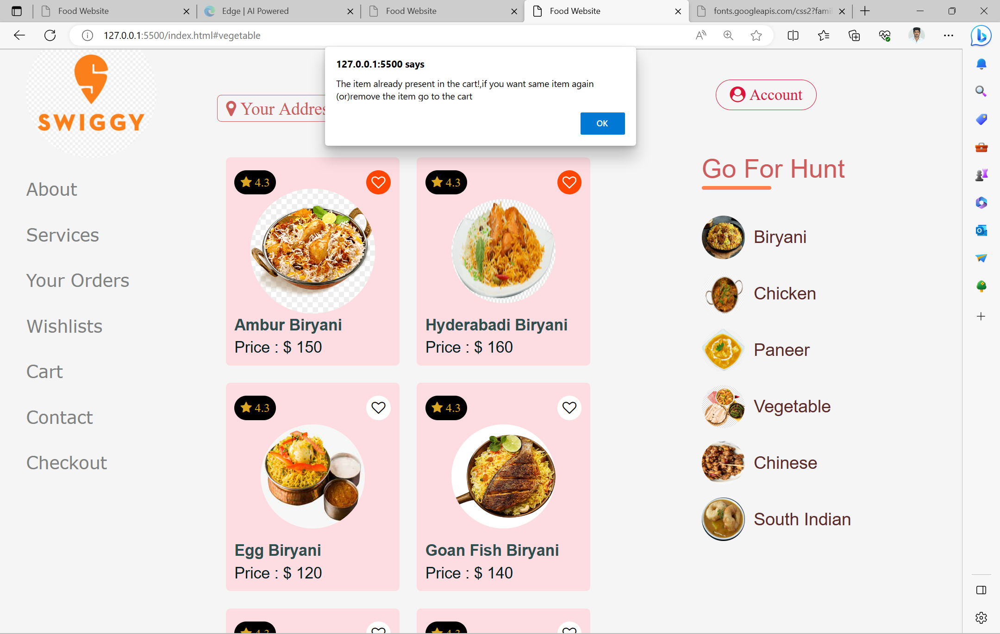 Food Website
Edge | AI Powered
Food Website
Food Website
fonts.googleapis.com/css2?fami
127.0.0.1:5500/index.html#vegetable
127.0.0.1:5500 says
The item already present in the cart!,if you want same item again
(or)remove the item go to the cart
OK
SWIGGY
Your Addres
Account
About
Services
Your Orders
Wishlists
Cart
Contact
Checkout
4.3
Ambur Biryani
Price : $ 150
4.3
Hyderabadi Biryani
Price : $ 160
4.3
Egg Biryani
Price : $ 120
4.3
Goan Fish Biryani
Price : $ 140
Go For Hunt
Biryani
Chicken
Paneer
Vegetable
Chinese
South Indian